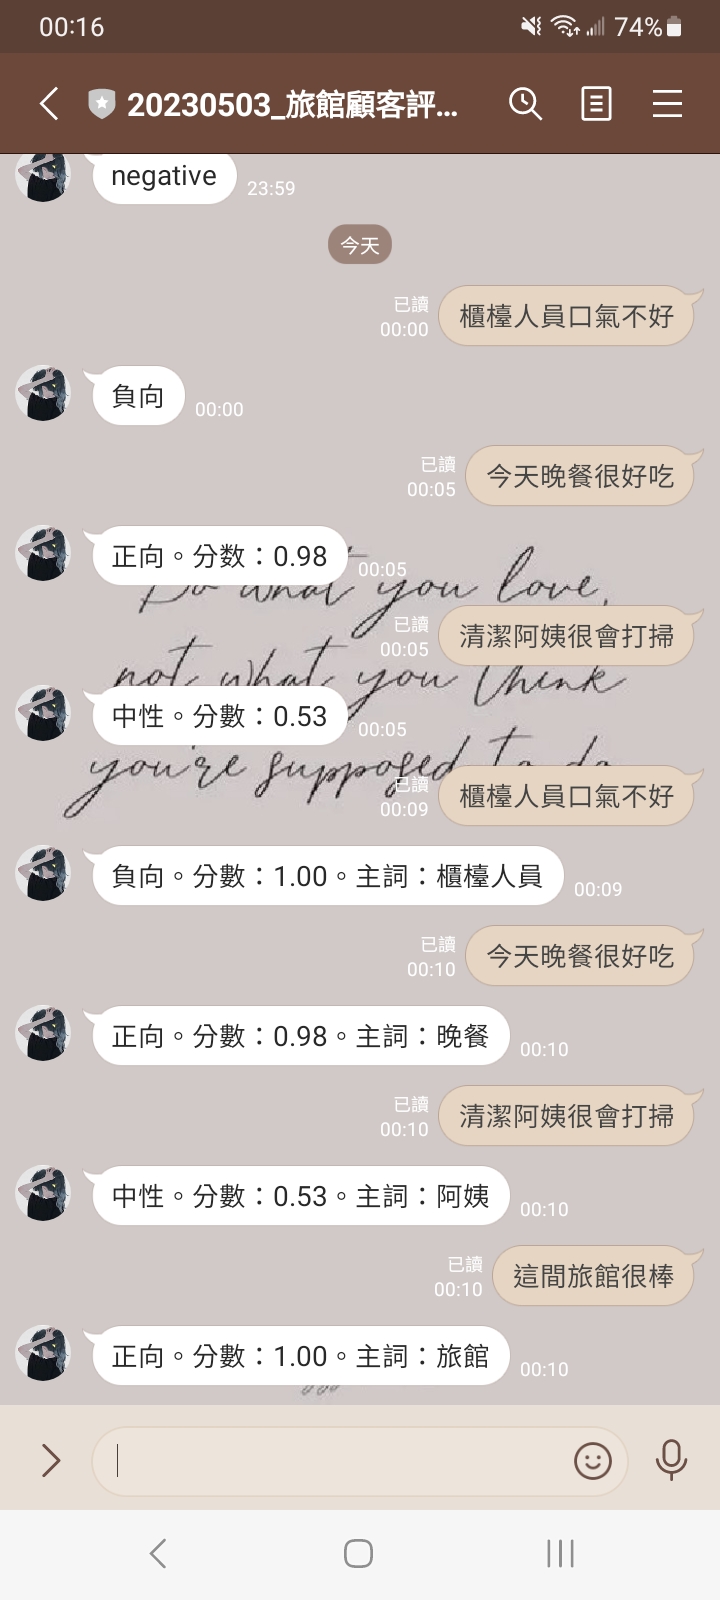 00:16
74%
20230503_旅館顧客評...
negative
23:59
今天
已讀
00:00
櫃檯人員口氣不好
負向
00:00
已讀
00:05
今天晚餐很好吃
正向。分數：0.98
00:05
Do what you love,
已讀
00:05
清潔阿姨很會打掃
not what you think
中性。分數：0.53
00:05
you're supposed to do
已讀
00:09
櫃檯人員口氣不好
負向。分數：1.00。主詞：櫃檯人員
00:09
已讀
00:10
今天晚餐很好吃
正向。分數：0.98。主詞：晚餐
00:10
已讀
00:10
清潔阿姨很會打掃
中性。分數：0.53。主詞：阿姨
00:10
已讀
00:10
這間旅館很棒
正向。分數：1.00。主詞：旅館
00:10